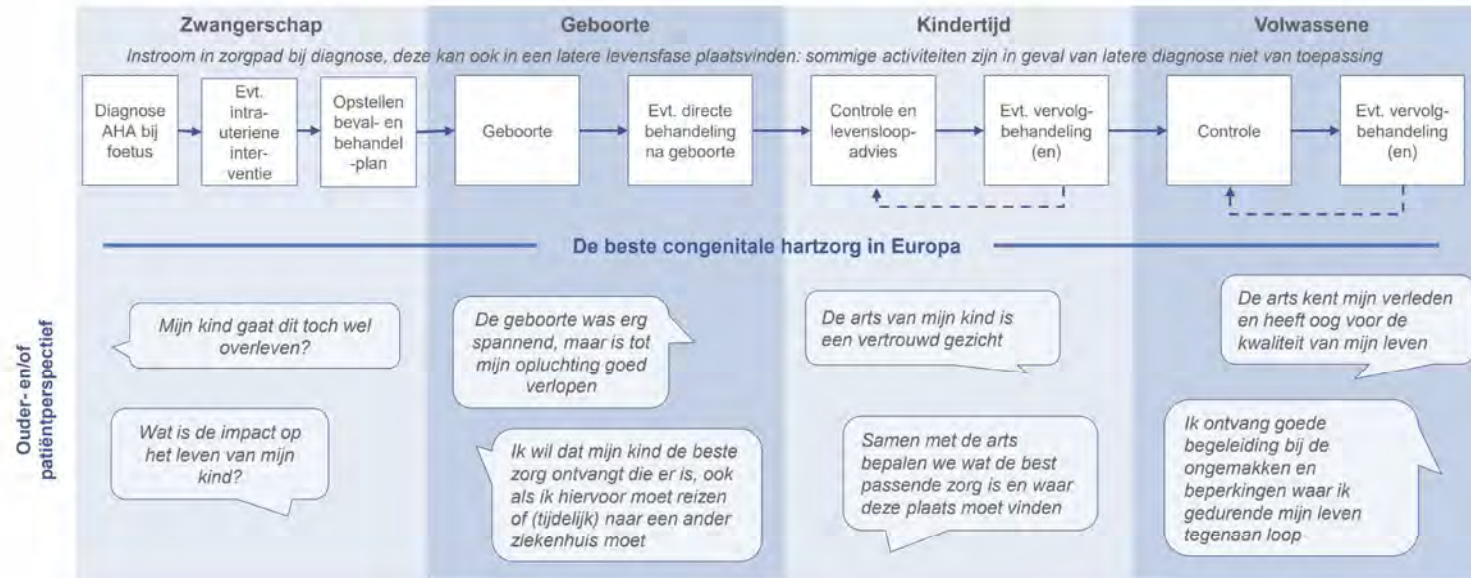 Zwangerschap
Geboorte
Kindertijd
Volwassene
Instroom in zorgpad bij diagnose, deze kan ook in een latere levensfase plaatsvinden: sommige activiteiten zijn in geval van latere diagnose niet van toepassing
Diagnose
AHA bij
foetus
Evt.
intra-
uteriene
inter-
ventie
Opstellen
beval- en
behandel
-plan
Geboorte
Evt. directe
behandeling
na geboorte
Controle en
levensloop-
advies
Evt. vervolg-
behandeling
(en)
Controle
Evt. vervolg-
behandeling
(en)
De beste congenitale hartzorg in Europa
Ouder- en/of
patiëntperspectief
Mijn kind gaat dit toch wel
overleven?
Wat is de impact op
het leven van mijn
kind?
De geboorte was erg
spannend, maar is tot
mijn opluchting goed
verlopen
Ik wil dat mijn kind de beste
zorg ontvangt die er is, ook
als ik hiervoor moet reizen
of (tijdelijk) naar een ander
ziekenhuis moet
De arts van mijn kind is
een vertrouwd gezicht
Samen met de arts
bepalen we wat de best
passende zorg is en waar
deze plaats moet vinden
De arts kent mijn verleden
en heeft oog voor de
kwaliteit van mijn leven
Ik ontvang goede
begeleiding bij de
ongemakken en
beperkingen waar ik
gedurende mijn leven
tegenaan loop